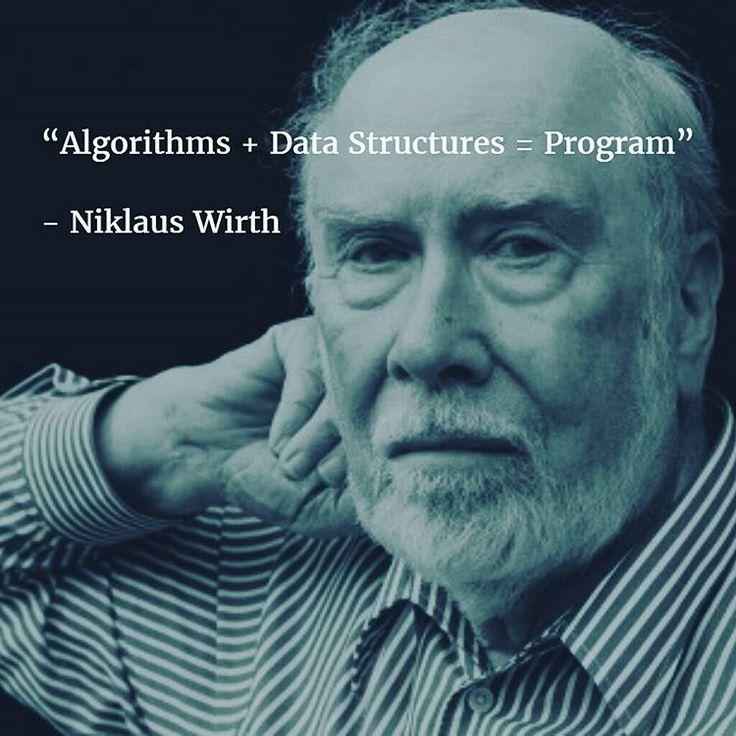 “Algorithms + Data Structures = Program”
- Niklaus Wirth